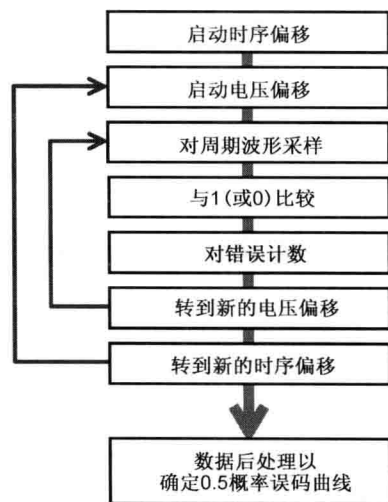 启动时序偏移
启动电压偏移
对周期波形采样
与1(或0)比较
对错误计数
转到新的电压偏移
转到新的时序偏移
数据后处理以
确定0.5概率误码曲线